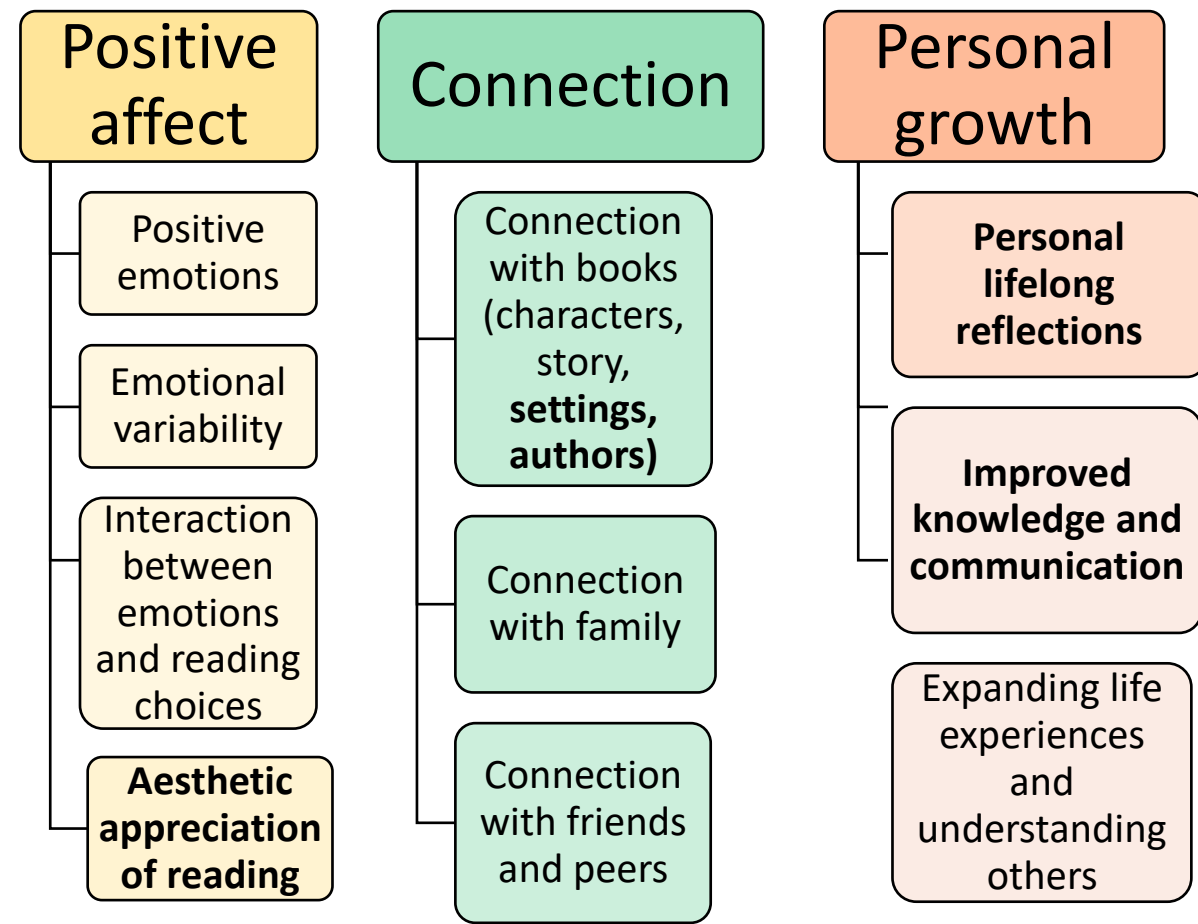 Positive
affect
Positive
emotions
Emotional
variability
Interaction
between
emotions
and reading
choices
Aesthetic
appreciation
of reading
Connection
Connection
with books
(characters,
story,
settings,
authors)
Connection
with family
Connection
with friends
and peers
Personal
growth
Personal
lifelong
reflections
Improved
knowledge and
communication
Expanding life
experiences
and
understanding
others